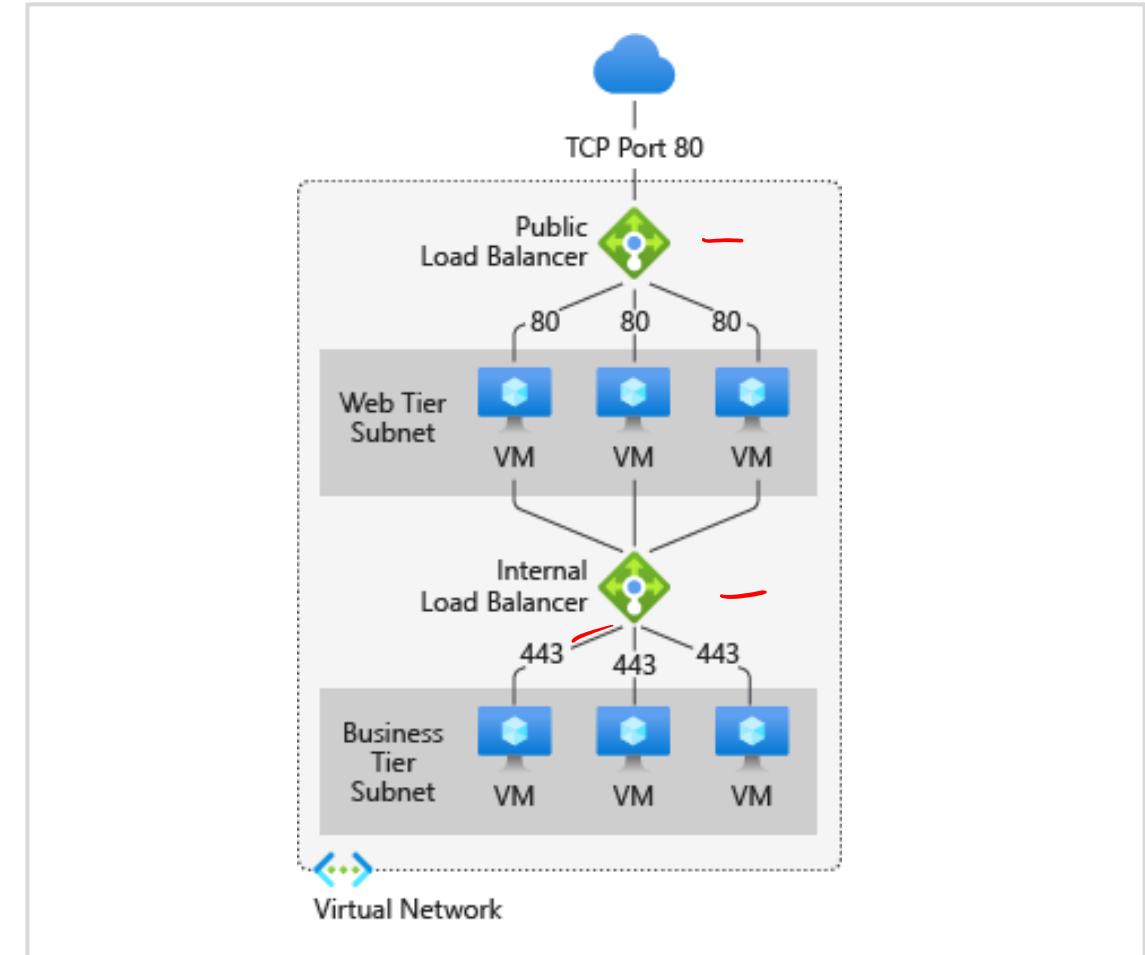 TCP Port 80
Public
Load Balancer
80 80 80
Web Tier
Subnet
VM VM VM
Internal
Load Balancer
443 443 443
Business
Tier
Subnet
VM VM VM
Virtual Network